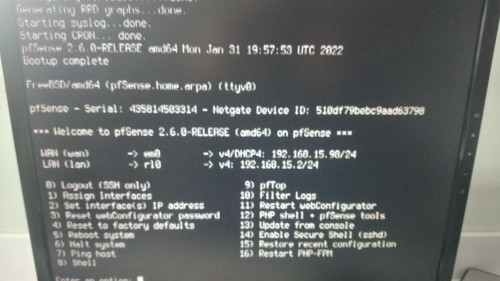 Generating RRD graphs...done.
Starting syslog...done.
Starting CRON... done.
pfSense 2.6.0-RELEASE amd64 Mon Jan 31 19:57:53 UTC 2022
Bootup complete
FreeBSD/amd64 (pfSense.home.arpa) (ttyv0)
pfSense - Serial: 435814503314 - Netgate Device ID: 510df79bebc9aad63798
*** Welcome to pfSense 2.6.0-RELEASE (amd64) on pfSense ***
WAN (wan) -> em0 -> v4/DHCP4: 192.168.15.98/24
LAN (lan) -> rl0 -> v4: 192.168.15.2/24
0) Logout (SSH only) 9) pfTop
1) Assign Interfaces 10) Filter Logs
2) Set interface(s) IP address 11) Restart webConfigurator
3) Reset webConfigurator password 12) PHP shell + pfSense tools
4) Reset to factory defaults 13) Update from console
5) Reboot system 14) Enable Secure Shell (sshd)
6) Halt system 15) Restore recent configuration
7) Ping host 16) Restart PHP-FPM
8) Shell
Enter an option: